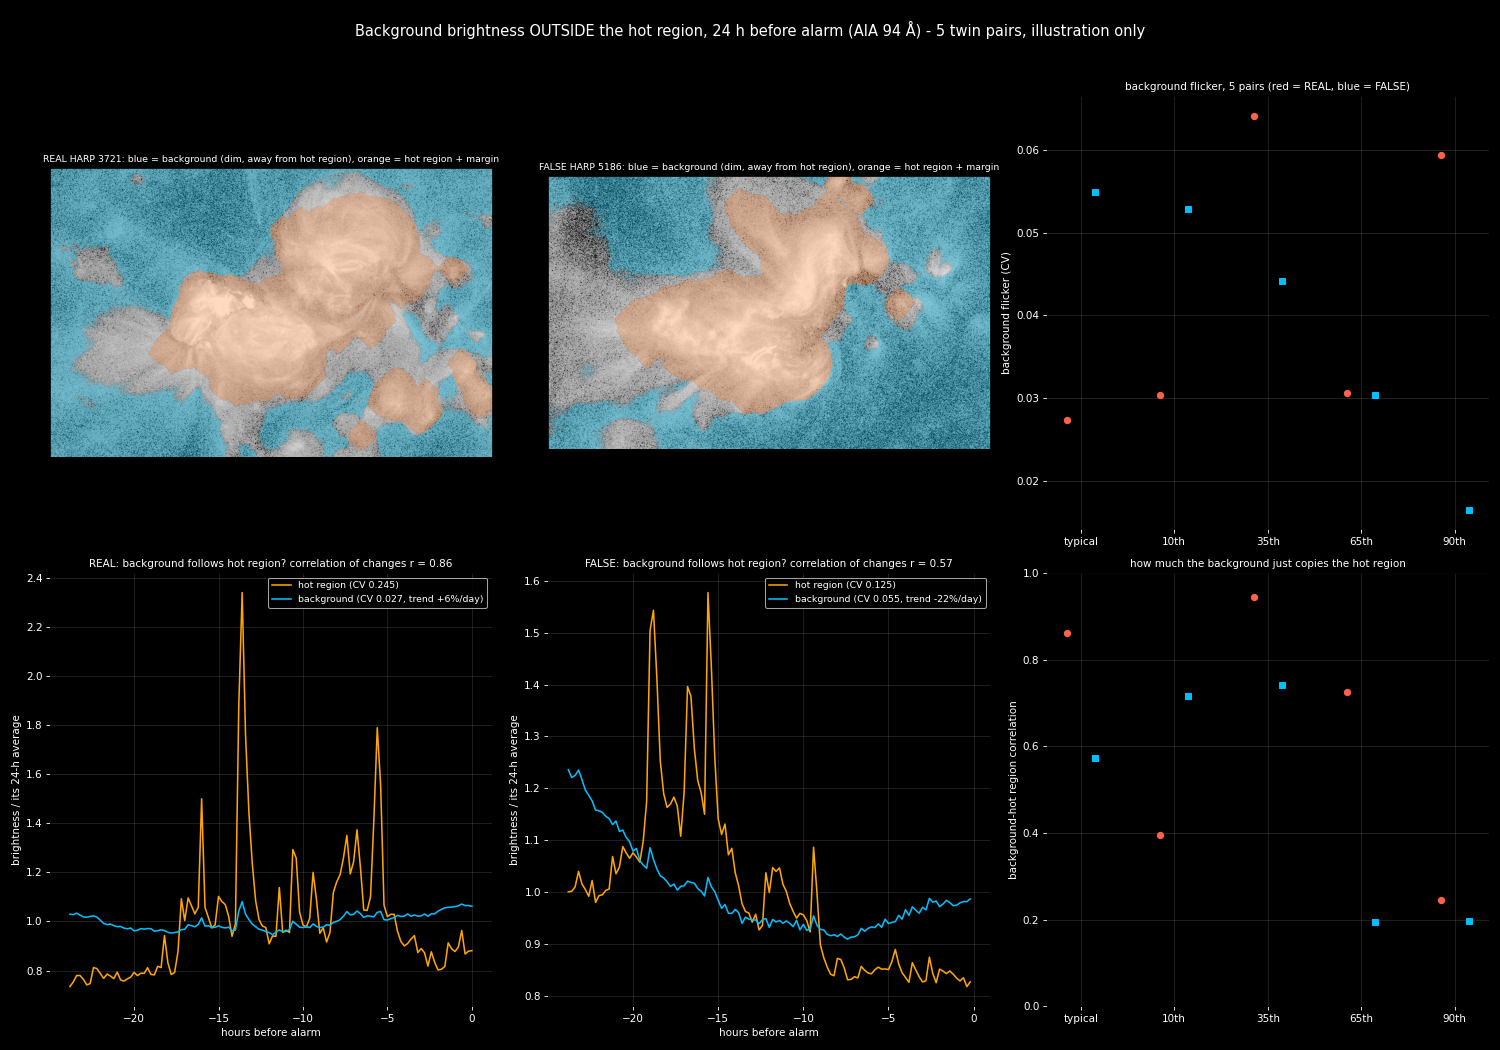 Background brightness OUTSIDE the hot region, 24 h before alarm (AIA 94 Å) - 5 twin pairs, illustration only
REAL HARP 3721: blue = background (dim, away from hot region), orange = hot region + margin
FALSE HARP 5186: blue = background (dim, away from hot region), orange = hot region + margin
background flicker, 5 pairs (red = REAL, blue = FALSE)
background flicker (CV)
0.06
0.05
0.04
0.03
0.02
typical
10th
35th
65th
90th
REAL: background follows hot region? correlation of changes r = 0.86
hot region (CV 0.245)
background (CV 0.027, trend +6%/day)
brightness / its 24-h average
2.4
2.2
2.0
1.8
1.6
1.4
1.2
1.0
0.8
−20
−15
−10
−5
0
hours before alarm
FALSE: background follows hot region? correlation of changes r = 0.57
hot region (CV 0.125)
background (CV 0.055, trend -22%/day)
brightness / its 24-h average
1.6
1.5
1.4
1.3
1.2
1.1
1.0
0.9
0.8
−20
−15
−10
−5
0
hours before alarm
how much the background just copies the hot region
background-hot region correlation
1.0
0.8
0.6
0.4
0.2
0.0
typical
10th
35th
65th
90th